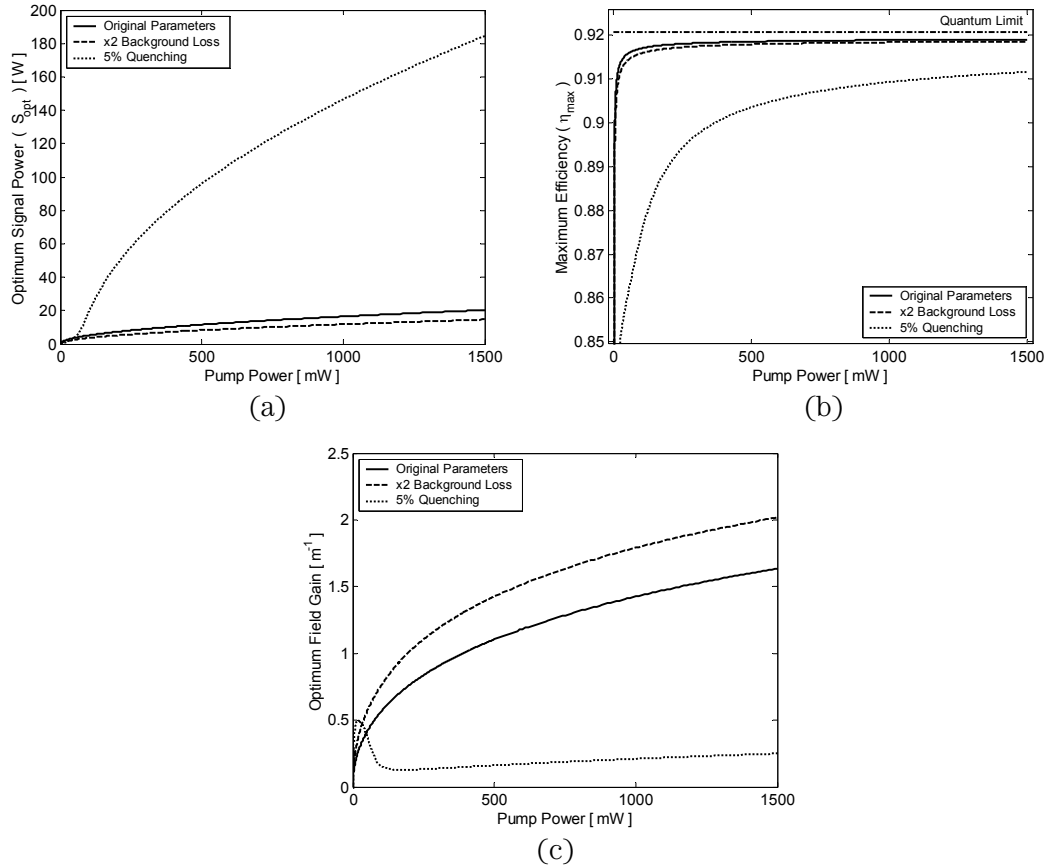 200
180
160
140
120
100
80
60
40
20
0
Optimum Signal Power ( S_opt ) [ W ]
Original Parameters
x2 Background Loss
5% Quenching
0 500 1000 1500
Pump Power [ mW ]
(a)
0.92
0.91
0.9
0.89
0.88
0.87
0.86
0.85
Maximum Efficiency ( η_max )
Quantum Limit
Original Parameters
x2 Background Loss
5% Quenching
0 500 1000 1500
Pump Power [ mW ]
(b)
2.5
2
1.5
1
0.5
0
Optimum Field Gain [ m⁻¹ ]
Original Parameters
x2 Background Loss
5% Quenching
0 500 1000 1500
Pump Power [ mW ]
(c)